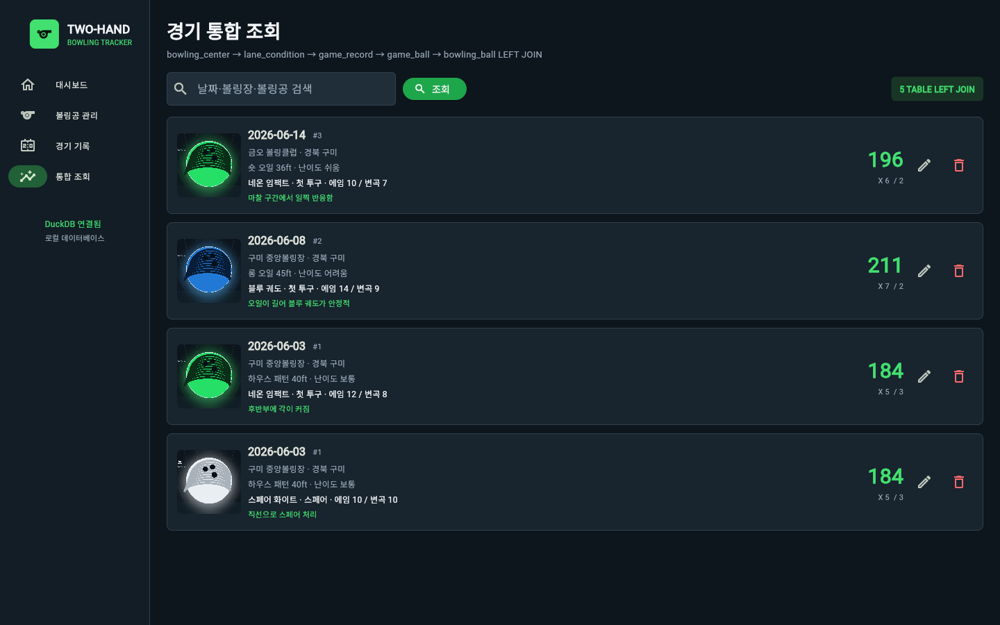 TWO-HAND
BOWLING TRACKER
대시보드
볼링공 관리
경기 기록
통합 조회
DuckDB 연결됨
로컬 데이터베이스
경기 통합 조회
bowling_center → lane_condition → game_record → game_ball → bowling_ball LEFT JOIN
날짜·볼링장·볼링공 검색
조회
5 TABLE LEFT JOIN
2026-06-14 #3
금오 볼링클럽 · 경북 구미
숏 오일 36ft · 난이도 쉬움
네온 임팩트 · 첫 투구 · 에임 10 / 변곡 7
마찰 구간에서 일찍 반응함
196
X 6 / 2
2026-06-08 #2
구미 중앙볼링장 · 경북 구미
롱 오일 45ft · 난이도 어려움
블루 궤도 · 첫 투구 · 에임 14 / 변곡 9
오일이 길어 블루 궤도가 안정적
211
X 7 / 2
2026-06-03 #1
구미 중앙볼링장 · 경북 구미
하우스 패턴 40ft · 난이도 보통
네온 임팩트 · 첫 투구 · 에임 12 / 변곡 8
후반부에 각이 커짐
184
X 5 / 3
2026-06-03 #1
구미 중앙볼링장 · 경북 구미
하우스 패턴 40ft · 난이도 보통
스페어 화이트 · 스페어 · 에임 10 / 변곡 10
직선으로 스페어 처리
184
X 5 / 3